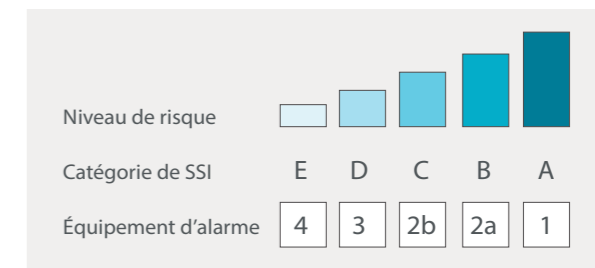 Niveau de risque
Catégorie de SSI E D C B A
Équipement d'alarme 4 3 2b 2a 1